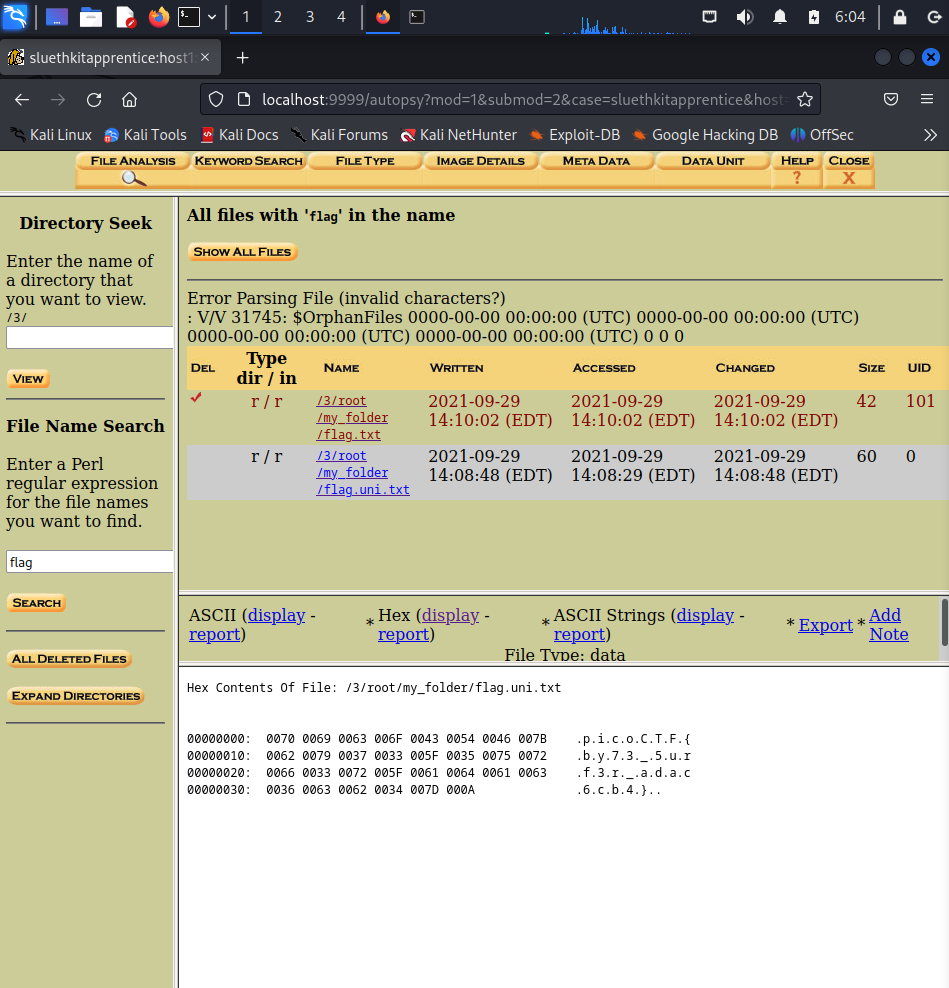 1 2 3 4 6:04
sluethkitapprentice:host1:
localhost:9999/autopsy?mod=1&submod=2&case=sluethkitapprentice&host=
Kali Linux Kali Tools Kali Docs Kali Forums Kali NetHunter Exploit-DB Google Hacking DB OffSec
FILE ANALYSIS KEYWORD SEARCH FILE TYPE IMAGE DETAILS META DATA DATA UNIT HELP CLOSE
? X
Directory Seek
Enter the name of
a directory that
you want to view.
/3/
VIEW
File Name Search
Enter a Perl
regular expression
for the file names
you want to find.
flag
SEARCH
ALL DELETED FILES
EXPAND DIRECTORIES
All files with 'flag' in the name
SHOW ALL FILES
Error Parsing File (invalid characters?)
: V/V 31745: $OrphanFiles 0000-00-00 00:00:00 (UTC) 0000-00-00 00:00:00 (UTC)
0000-00-00 00:00:00 (UTC) 0000-00-00 00:00:00 (UTC) 0 0 0
DEL Type NAME WRITTEN ACCESSED CHANGED SIZE UID
dir / in
r / r /3/root 2021-09-29 2021-09-29 2021-09-29 42 101
/my_folder 14:10:02 (EDT) 14:10:02 (EDT) 14:10:02 (EDT)
/flag.txt
r / r /3/root 2021-09-29 2021-09-29 2021-09-29 60 0
/my_folder 14:08:48 (EDT) 14:08:29 (EDT) 14:08:48 (EDT)
/flag.uni.txt
ASCII (display - * Hex (display - * ASCII Strings (display - * Export * Add
report) report) report) Note
File Type: data
Hex Contents Of File: /3/root/my_folder/flag.uni.txt
00000000: 0070 0069 0063 006F 0043 0054 0046 007B .p.i.c.o.C.T.F.{
00000010: 0062 0079 0037 0033 005F 0035 0075 0072 .b.y.7.3._.5.u.r
00000020: 0066 0033 0072 005F 0061 0064 0061 0063 .f.3.r._.a.d.a.c
00000030: 0036 0063 0062 0034 007D 000A .6.c.b.4.}..